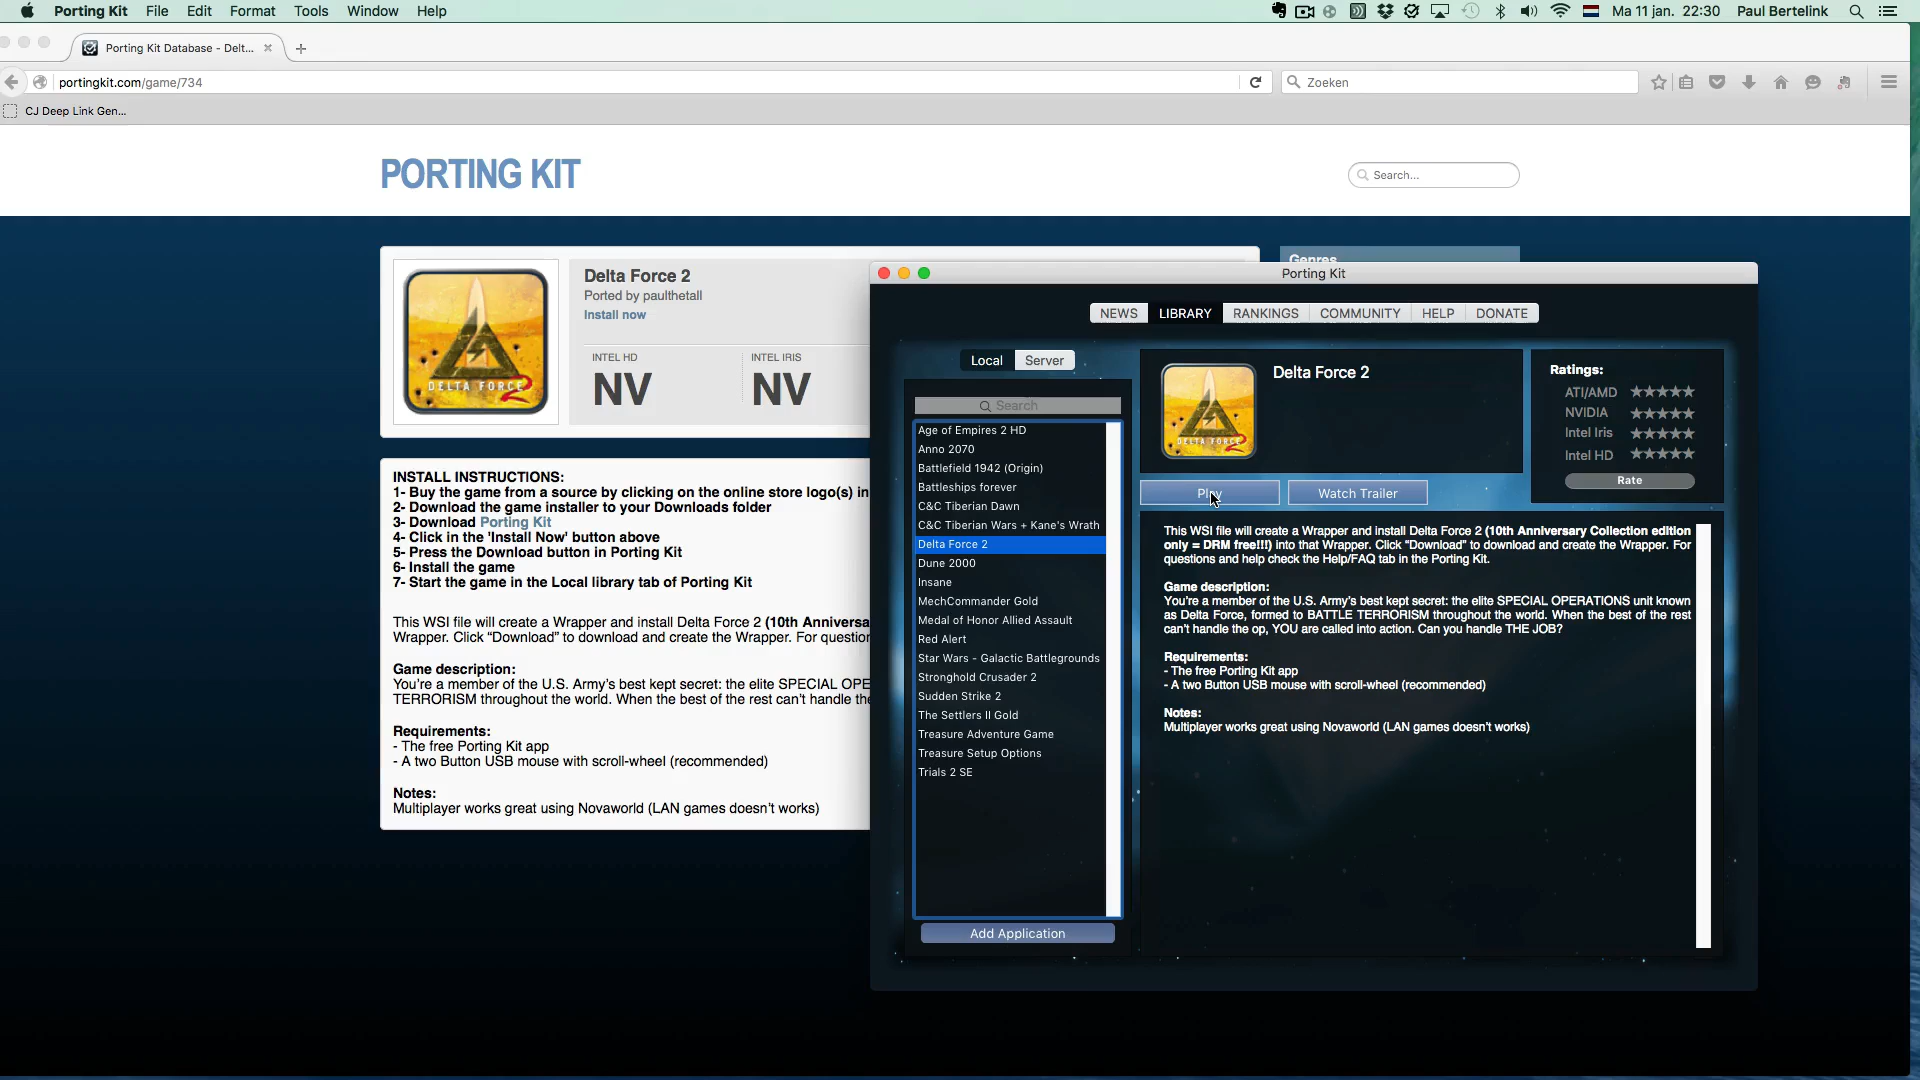 Porting Kit File Edit Format Tools Window Help Ma 11 jan. 22:30 Paul Bertelink
Porting Kit Database - Delt...
portingkit.com/game/734 Zoeken
CJ Deep Link Gen...
PORTING KIT
Search...
Delta Force 2
Ported by paulthetall
Install now
INTEL HD INTEL IRIS
NV NV
DELTA FORCE 2
Genres
INSTALL INSTRUCTIONS:
1- Buy the game from a source by clicking on the online store logo(s) in
2- Download the game installer to your Downloads folder
3- Download Porting Kit
4- Click in the 'Install Now' button above
5- Press the Download button in Porting Kit
6- Install the game
7- Start the game in the Local library tab of Porting Kit
This WSI file will create a Wrapper and install Delta Force 2 (10th Anniversa
Wrapper. Click “Download” to download and create the Wrapper. For question
Game description:
You're a member of the U.S. Army's best kept secret: the elite SPECIAL OPE
TERRORISM throughout the world. When the best of the rest can't handle the
Requirements:
- The free Porting Kit app
- A two Button USB mouse with scroll-wheel (recommended)
Notes:
Multiplayer works great using Novaworld (LAN games doesn't works)
Porting Kit
NEWS LIBRARY RANKINGS COMMUNITY HELP DONATE
Local Server
Search
Age of Empires 2 HD
Anno 2070
Battlefield 1942 (Origin)
Battleships forever
C&C Tiberian Dawn
C&C Tiberian Wars + Kane's Wrath
Delta Force 2
Dune 2000
Insane
MechCommander Gold
Medal of Honor Allied Assault
Red Alert
Star Wars - Galactic Battlegrounds
Stronghold Crusader 2
Sudden Strike 2
The Settlers II Gold
Treasure Adventure Game
Treasure Setup Options
Trials 2 SE
Add Application
DELTA FORCE 2
Delta Force 2
Play Watch Trailer
Ratings:
ATI/AMD
NVIDIA
Intel Iris
Intel HD
Rate
This WSI file will create a Wrapper and install Delta Force 2 (10th Anniversary Collection edition
only = DRM free!!!) into that Wrapper. Click “Download” to download and create the Wrapper. For
questions and help check the Help/FAQ tab in the Porting Kit.
Game description:
You're a member of the U.S. Army's best kept secret: the elite SPECIAL OPERATIONS unit known
as Delta Force, formed to BATTLE TERRORISM throughout the world. When the best of the rest
can't handle the op, YOU are called into action. Can you handle THE JOB?
Requirements:
- The free Porting Kit app
- A two Button USB mouse with scroll-wheel (recommended)
Notes:
Multiplayer works great using Novaworld (LAN games doesn't works)